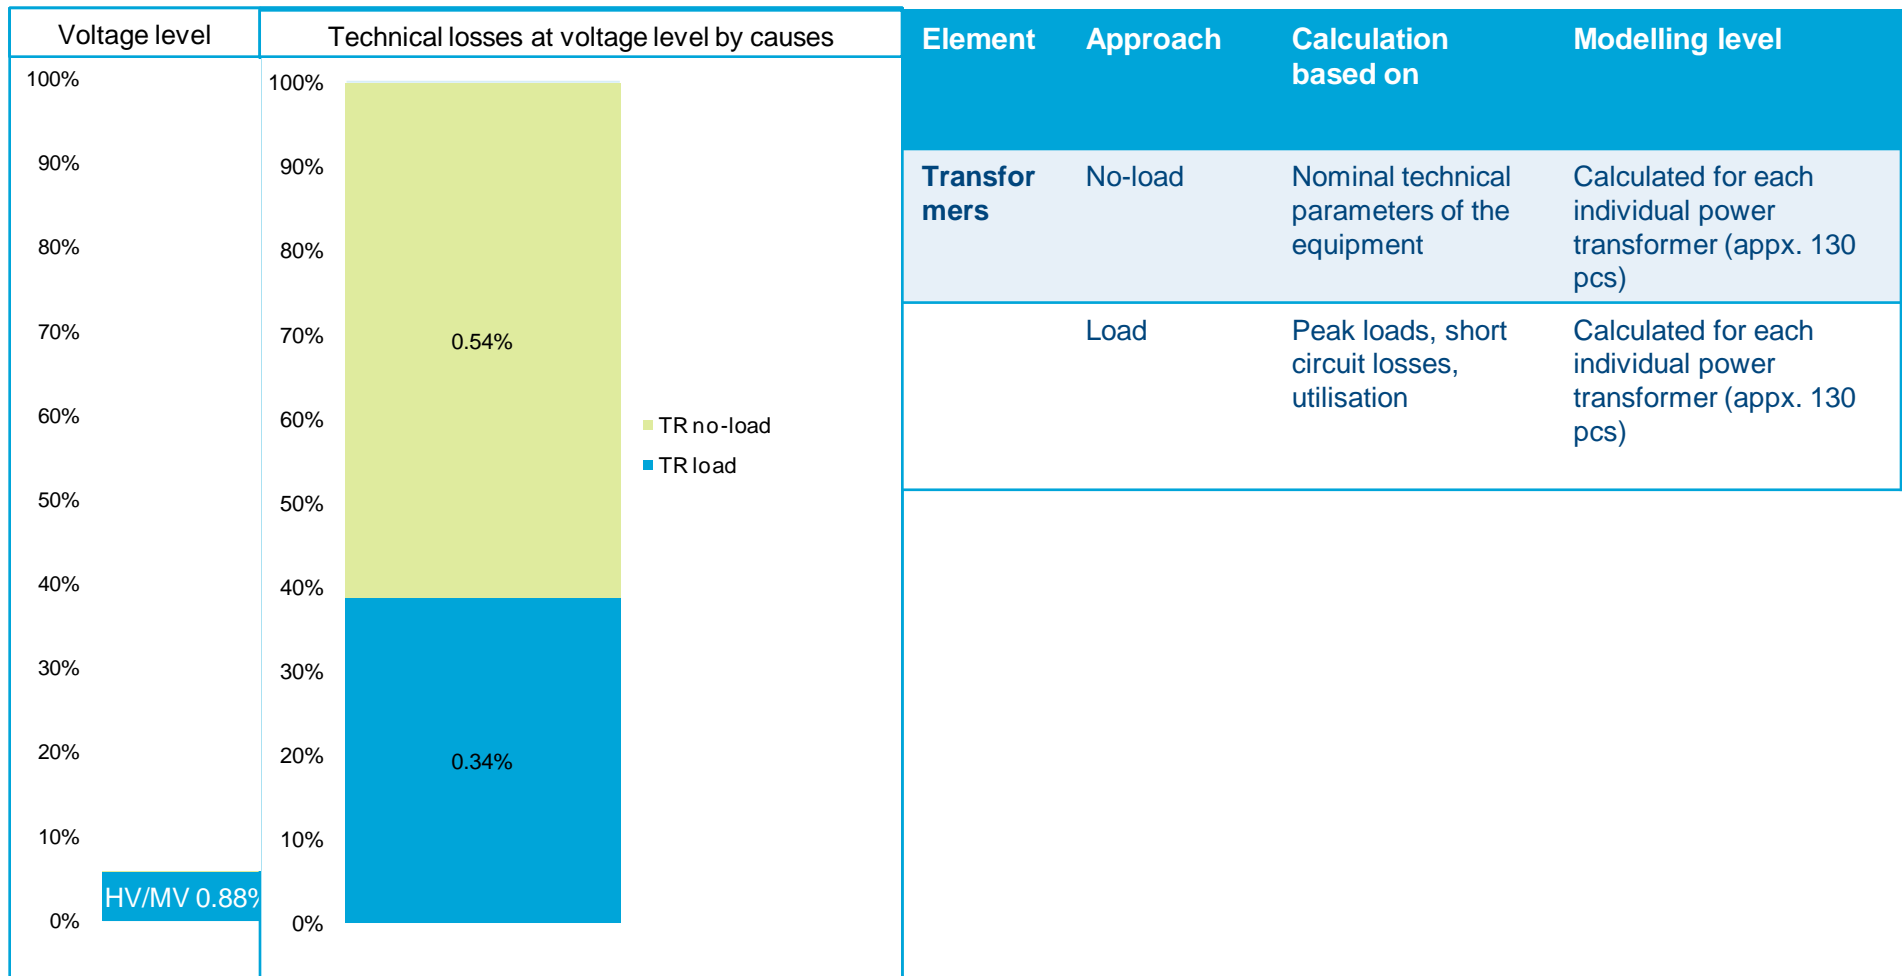 Voltage level
100%
90%
80%
70%
60%
50%
40%
30%
20%
10%
0%
HV/MV 0.88%
Technical losses at voltage level by causes
100%
90%
80%
70%
60%
50%
40%
30%
20%
10%
0%
0.54%
0.34%
TR no-load
TR load
Element Approach Calculation based on Modelling level
Transfor
mers
No-load
Nominal technical
parameters of the
equipment
Calculated for each
individual power
transformer (appx. 130
pcs)
Load
Peak loads, short
circuit losses,
utilisation
Calculated for each
individual power
transformer (appx. 130
pcs)